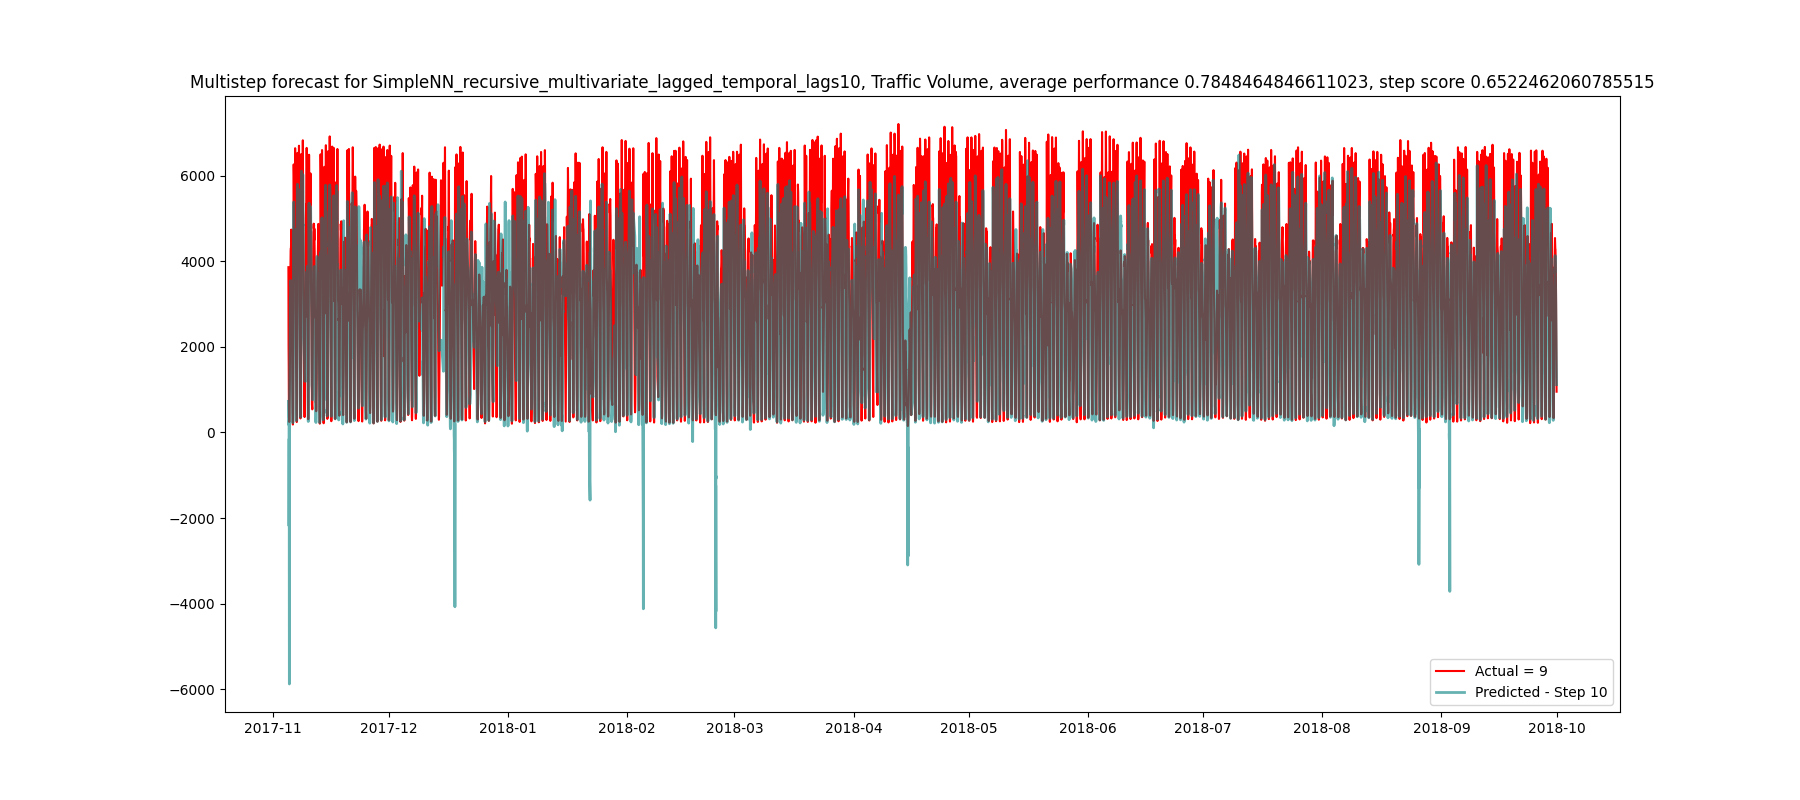 Multistep forecast for SimpleNN_recursive_multivariate_lagged_temporal_lags10, Traffic Volume, average performance 0.7848464846611023, step score 0.6522462060785515
6000
4000
2000
0
−2000
−4000
−6000
Actual = 9
Predicted - Step 10
2017-11 2017-12 2018-01 2018-02 2018-03 2018-04 2018-05 2018-06 2018-07 2018-08 2018-09 2018-10